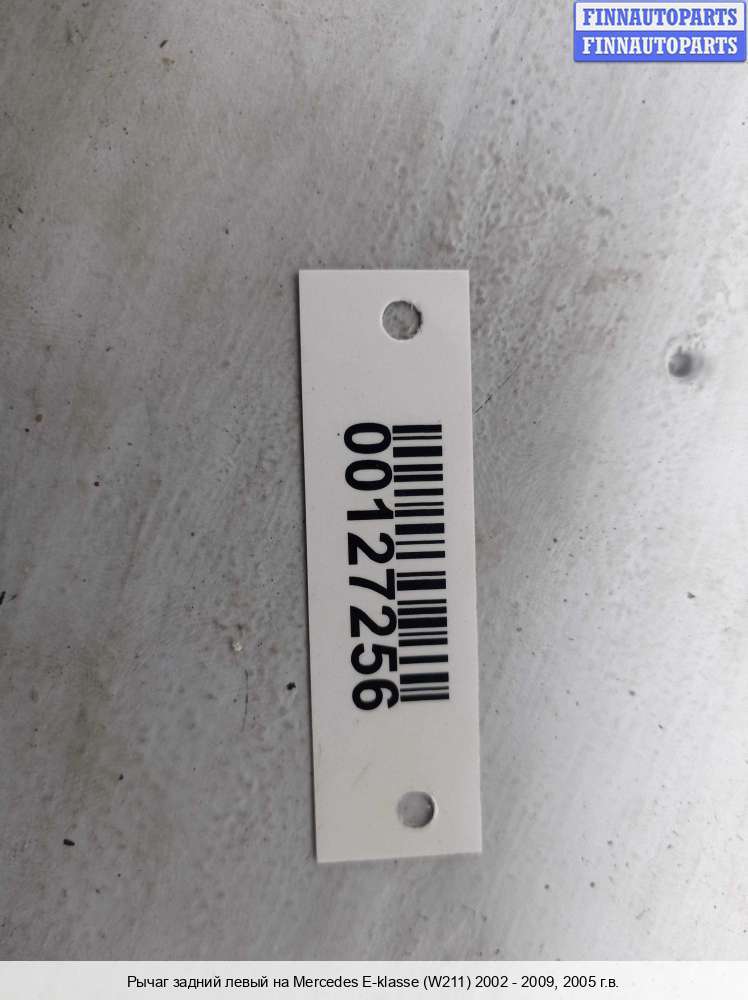 FINNAUTOPARTS
FINNAUTOPARTS
00127256
Рычаг задний левый на Mercedes E-klasse (W211) 2002 - 2009, 2005 г.в.